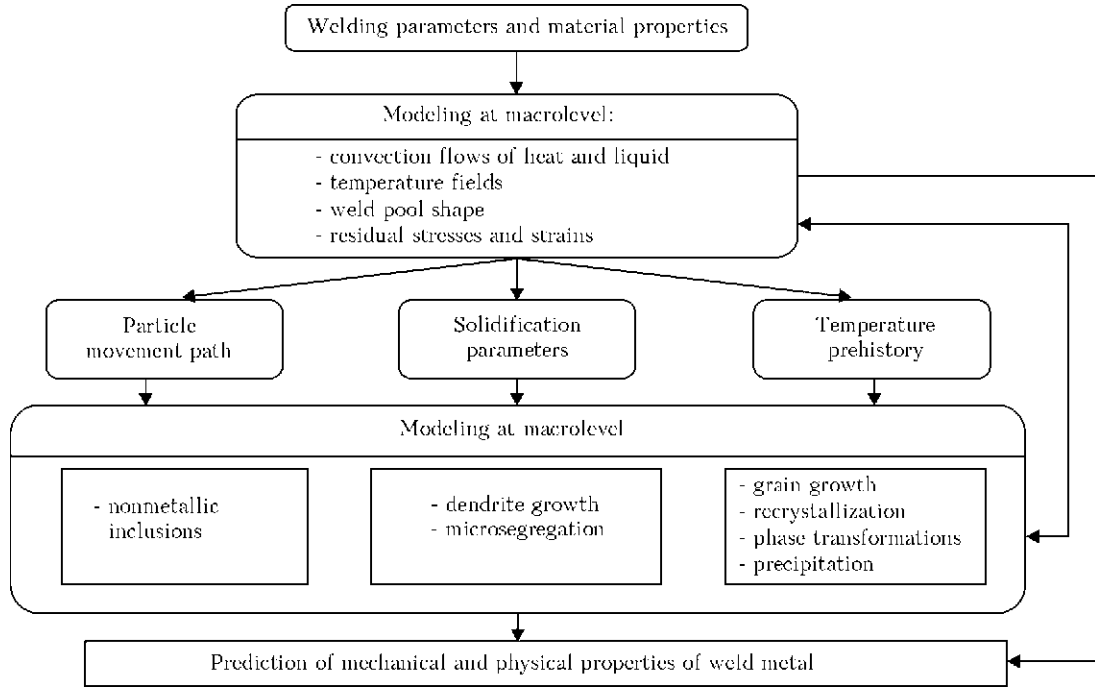 Welding parameters and material properties
Modeling at macrolevel:
- convection flows of heat and liquid
- temperature fields
- weld pool shape
- residual stresses and strains
Particle
movement path
Solidification
parameters
Temperature
prehistory
Modeling at macrolevel
- nonmetallic
inclusions
- dendrite growth
- microsegregation
- grain growth
- recrystallization
- phase transformations
- precipitation
Prediction of mechanical and physical properties of weld metal